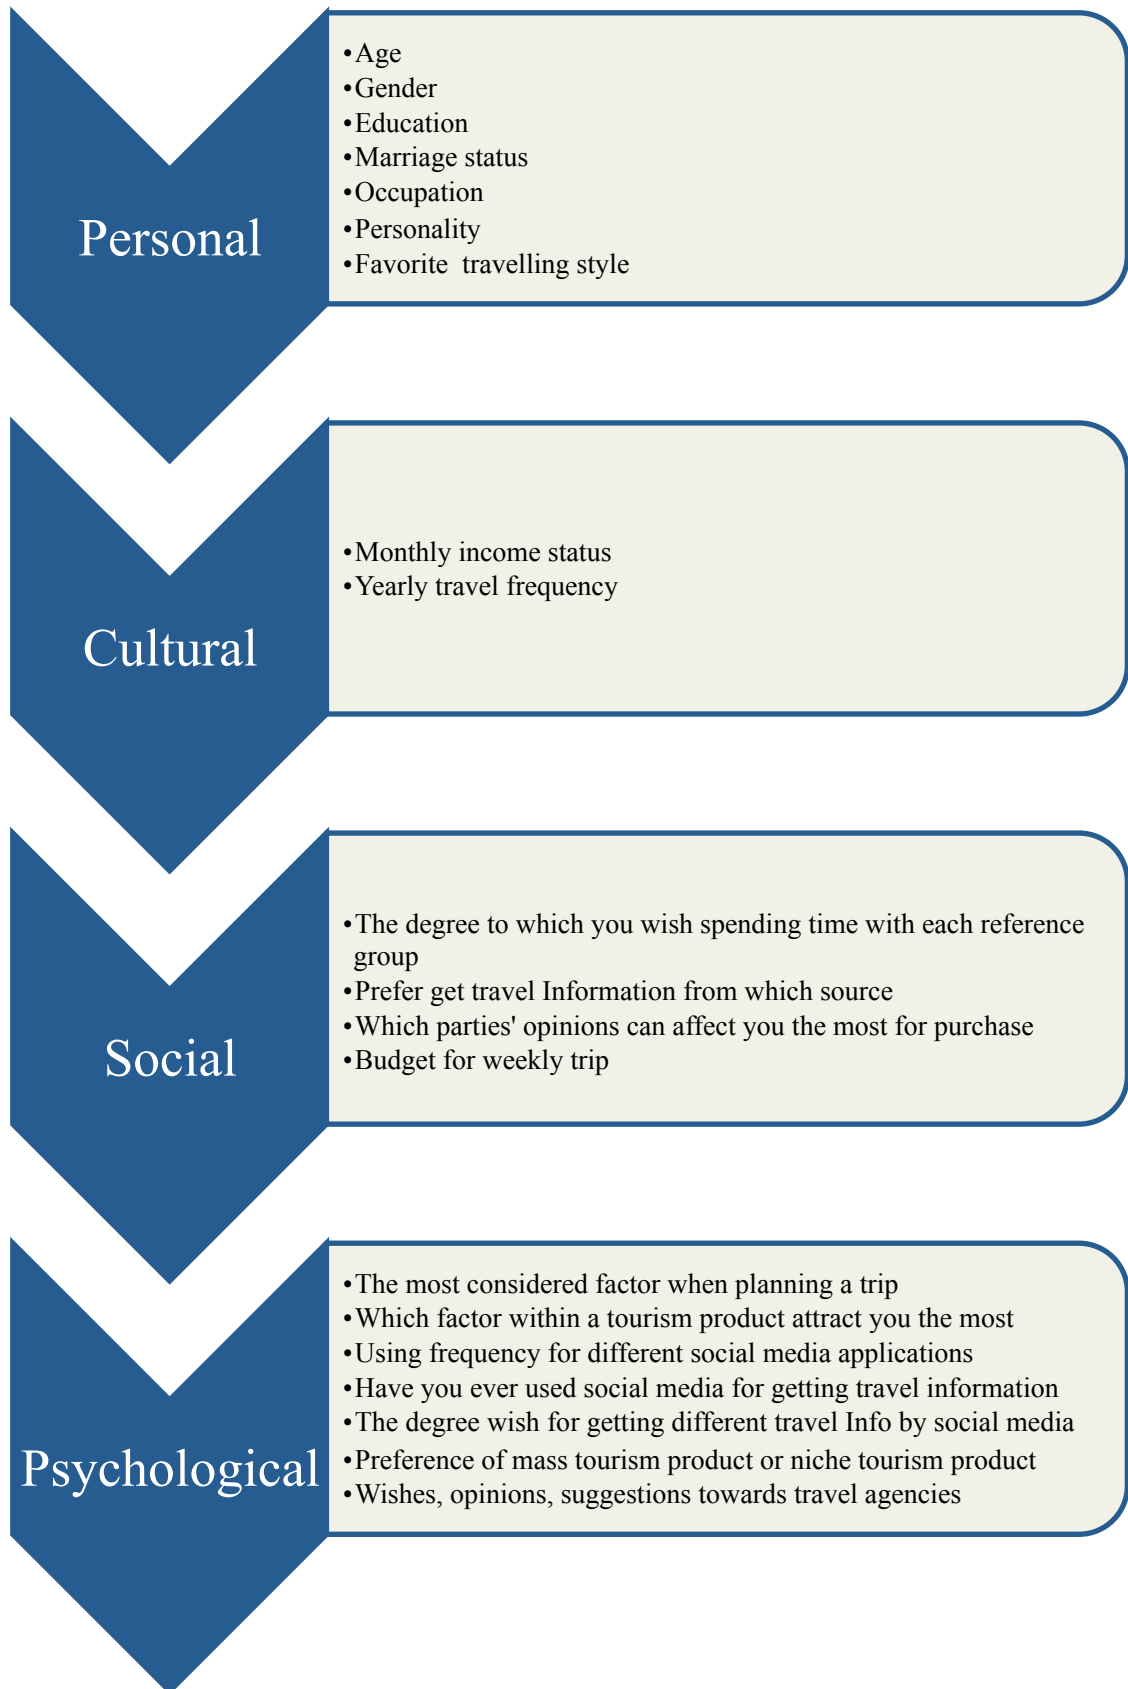 Personal
•Age
•Gender
•Education
•Marriage status
•Occupation
•Personality
•Favorite  travelling style
Cultural
•Monthly income status
•Yearly travel frequency
Social
•The degree to which you wish spending time with each reference
group
•Prefer get travel Information from which source
•Which parties' opinions can affect you the most for purchase
•Budget for weekly trip
Psychological
•The most considered factor when planning a trip
•Which factor within a tourism product attract you the most
•Using frequency for different social media applications
•Have you ever used social media for getting travel information
•The degree wish for getting different travel Info by social media
•Preference of mass tourism product or niche tourism product
•Wishes, opinions, suggestions towards travel agencies